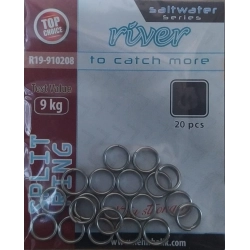 saltwater
Series
TOP
CHOICE
river
R19-910208
to catch more
Test Value
9 kg
20 pcs
SPLIT
RING